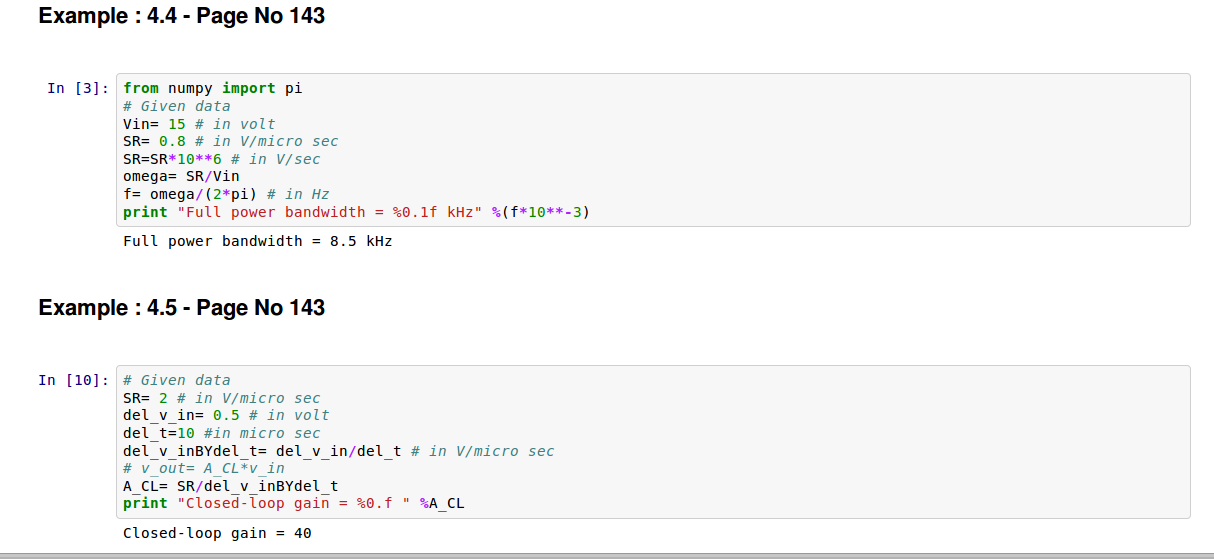 Example : 4.4 - Page No 143
In [3]:
from numpy import pi
# Given data
Vin= 15 # in volt
SR= 0.8 # in V/micro sec
SR=SR*10**6 # in V/sec
omega= SR/Vin
f= omega/(2*pi) # in Hz
print "Full power bandwidth = %0.1f kHz" %(f*10**-3)
Full power bandwidth = 8.5 kHz
Example : 4.5 - Page No 143
In [10]:
# Given data
SR= 2 # in V/micro sec
del_v_in= 0.5 # in volt
del_t=10 #in micro sec
del_v_inBYdel_t= del_v_in/del_t # in V/micro sec
# v_out= A_CL*v_in
A_CL= SR/del_v_inBYdel_t
print "Closed-loop gain = %0.f " %A_CL
Closed-loop gain = 40